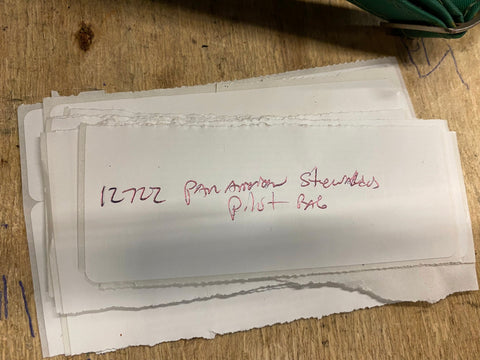 12722 PAN AMERICAN Stewardess
Pilot BAG